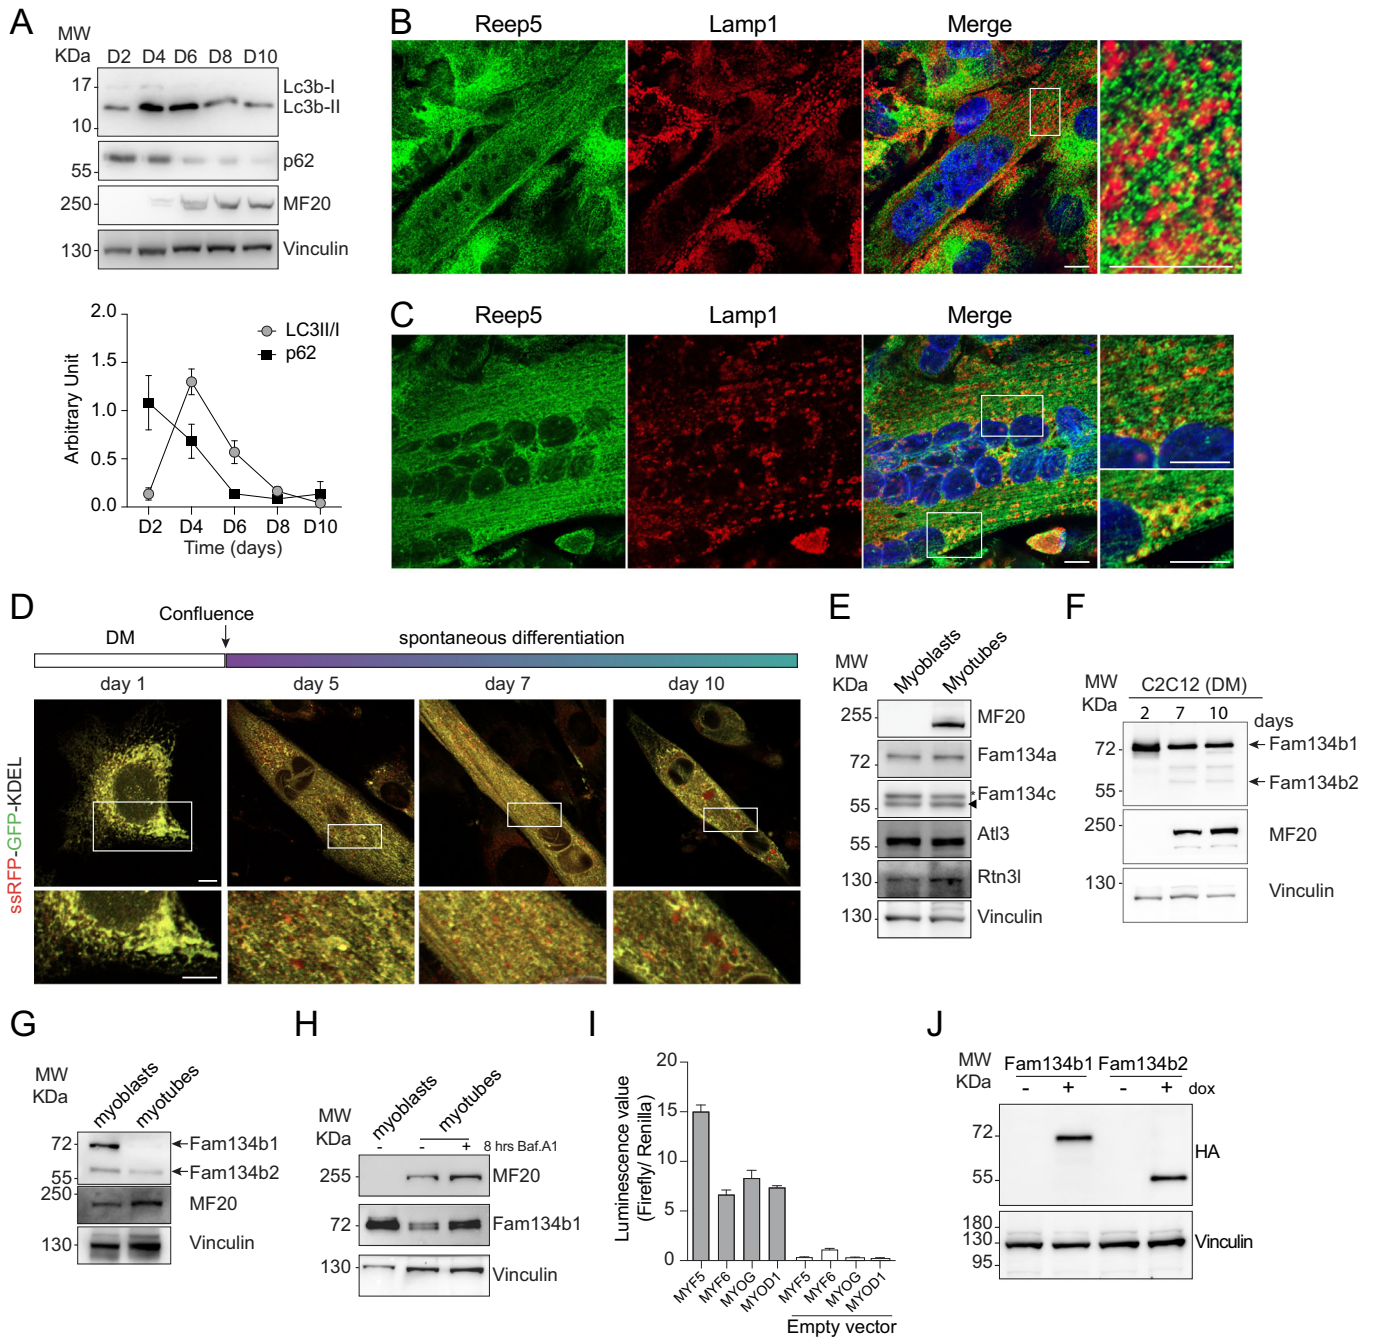 A
MW
KDa
D2 D4 D6 D8 D10
17
Lc3b-I
Lc3b-II
10
p62
55
250
MF20
130
Vinculin
2.0
LC3II/I
p62
1.5
1.0
0.5
0.0
Arbitrary Unit
D2 D4 D6 D8 D10
Time (days)
B
Reep5 Lamp1 Merge
C
Reep5 Lamp1 Merge
D
Confluence
DM
spontaneous differentiation
day 1 day 5 day 7 day 10
ssRFP-GFP-KDEL
E
MW
KDa
Myoblasts
Myotubes
255
MF20
72
Fam134a
*
Fam134c
55
Atl3
55
Rtn3l
130
130
Vinculin
F
MW
KDa
C2C12 (DM)
2 7 10
days
72
Fam134b1
Fam134b2
55
250
MF20
130
Vinculin
G
MW
KDa
myoblasts
myotubes
72
Fam134b1
55
Fam134b2
250
MF20
130
Vinculin
H
MW
KDa
myoblasts
myotubes
- - + 8 hrs Baf.A1
255
MF20
72
Fam134b1
130
Vinculin
I
20
15
10
5
0
Luminescence value
(Firefly/ Renilla)
MYF5 MYF6 MYOG MYOD1 MYF5 MYF6 MYOG MYOD1
Empty vector
J
MW
KDa
Fam134b1 Fam134b2
- + - + dox
72
HA
55
180
130
Vinculin
95